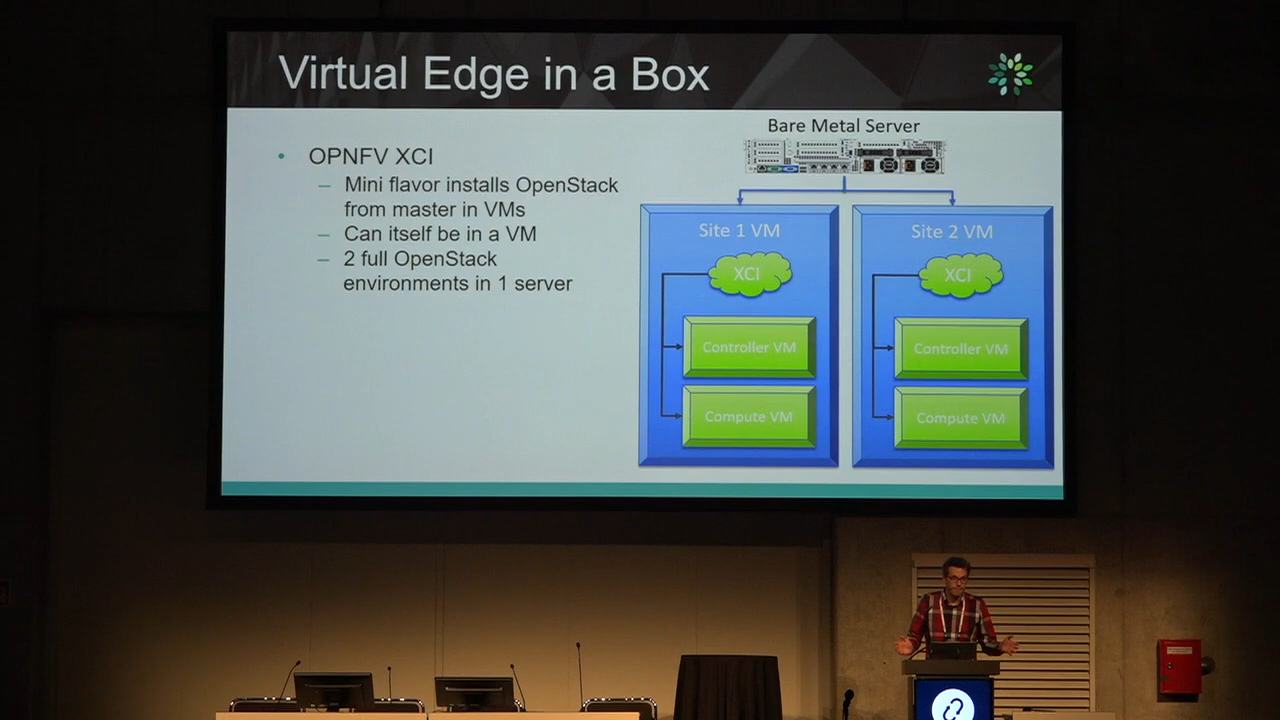 Virtual Edge in a Box
• OPNFV XCI
– Mini flavor installs OpenStack
from master in VMs
– Can itself be in a VM
– 2 full OpenStack
environments in 1 server
Bare Metal Server
Site 1 VM
XCI
Controller VM
Compute VM
Site 2 VM
XCI
Controller VM
Compute VM